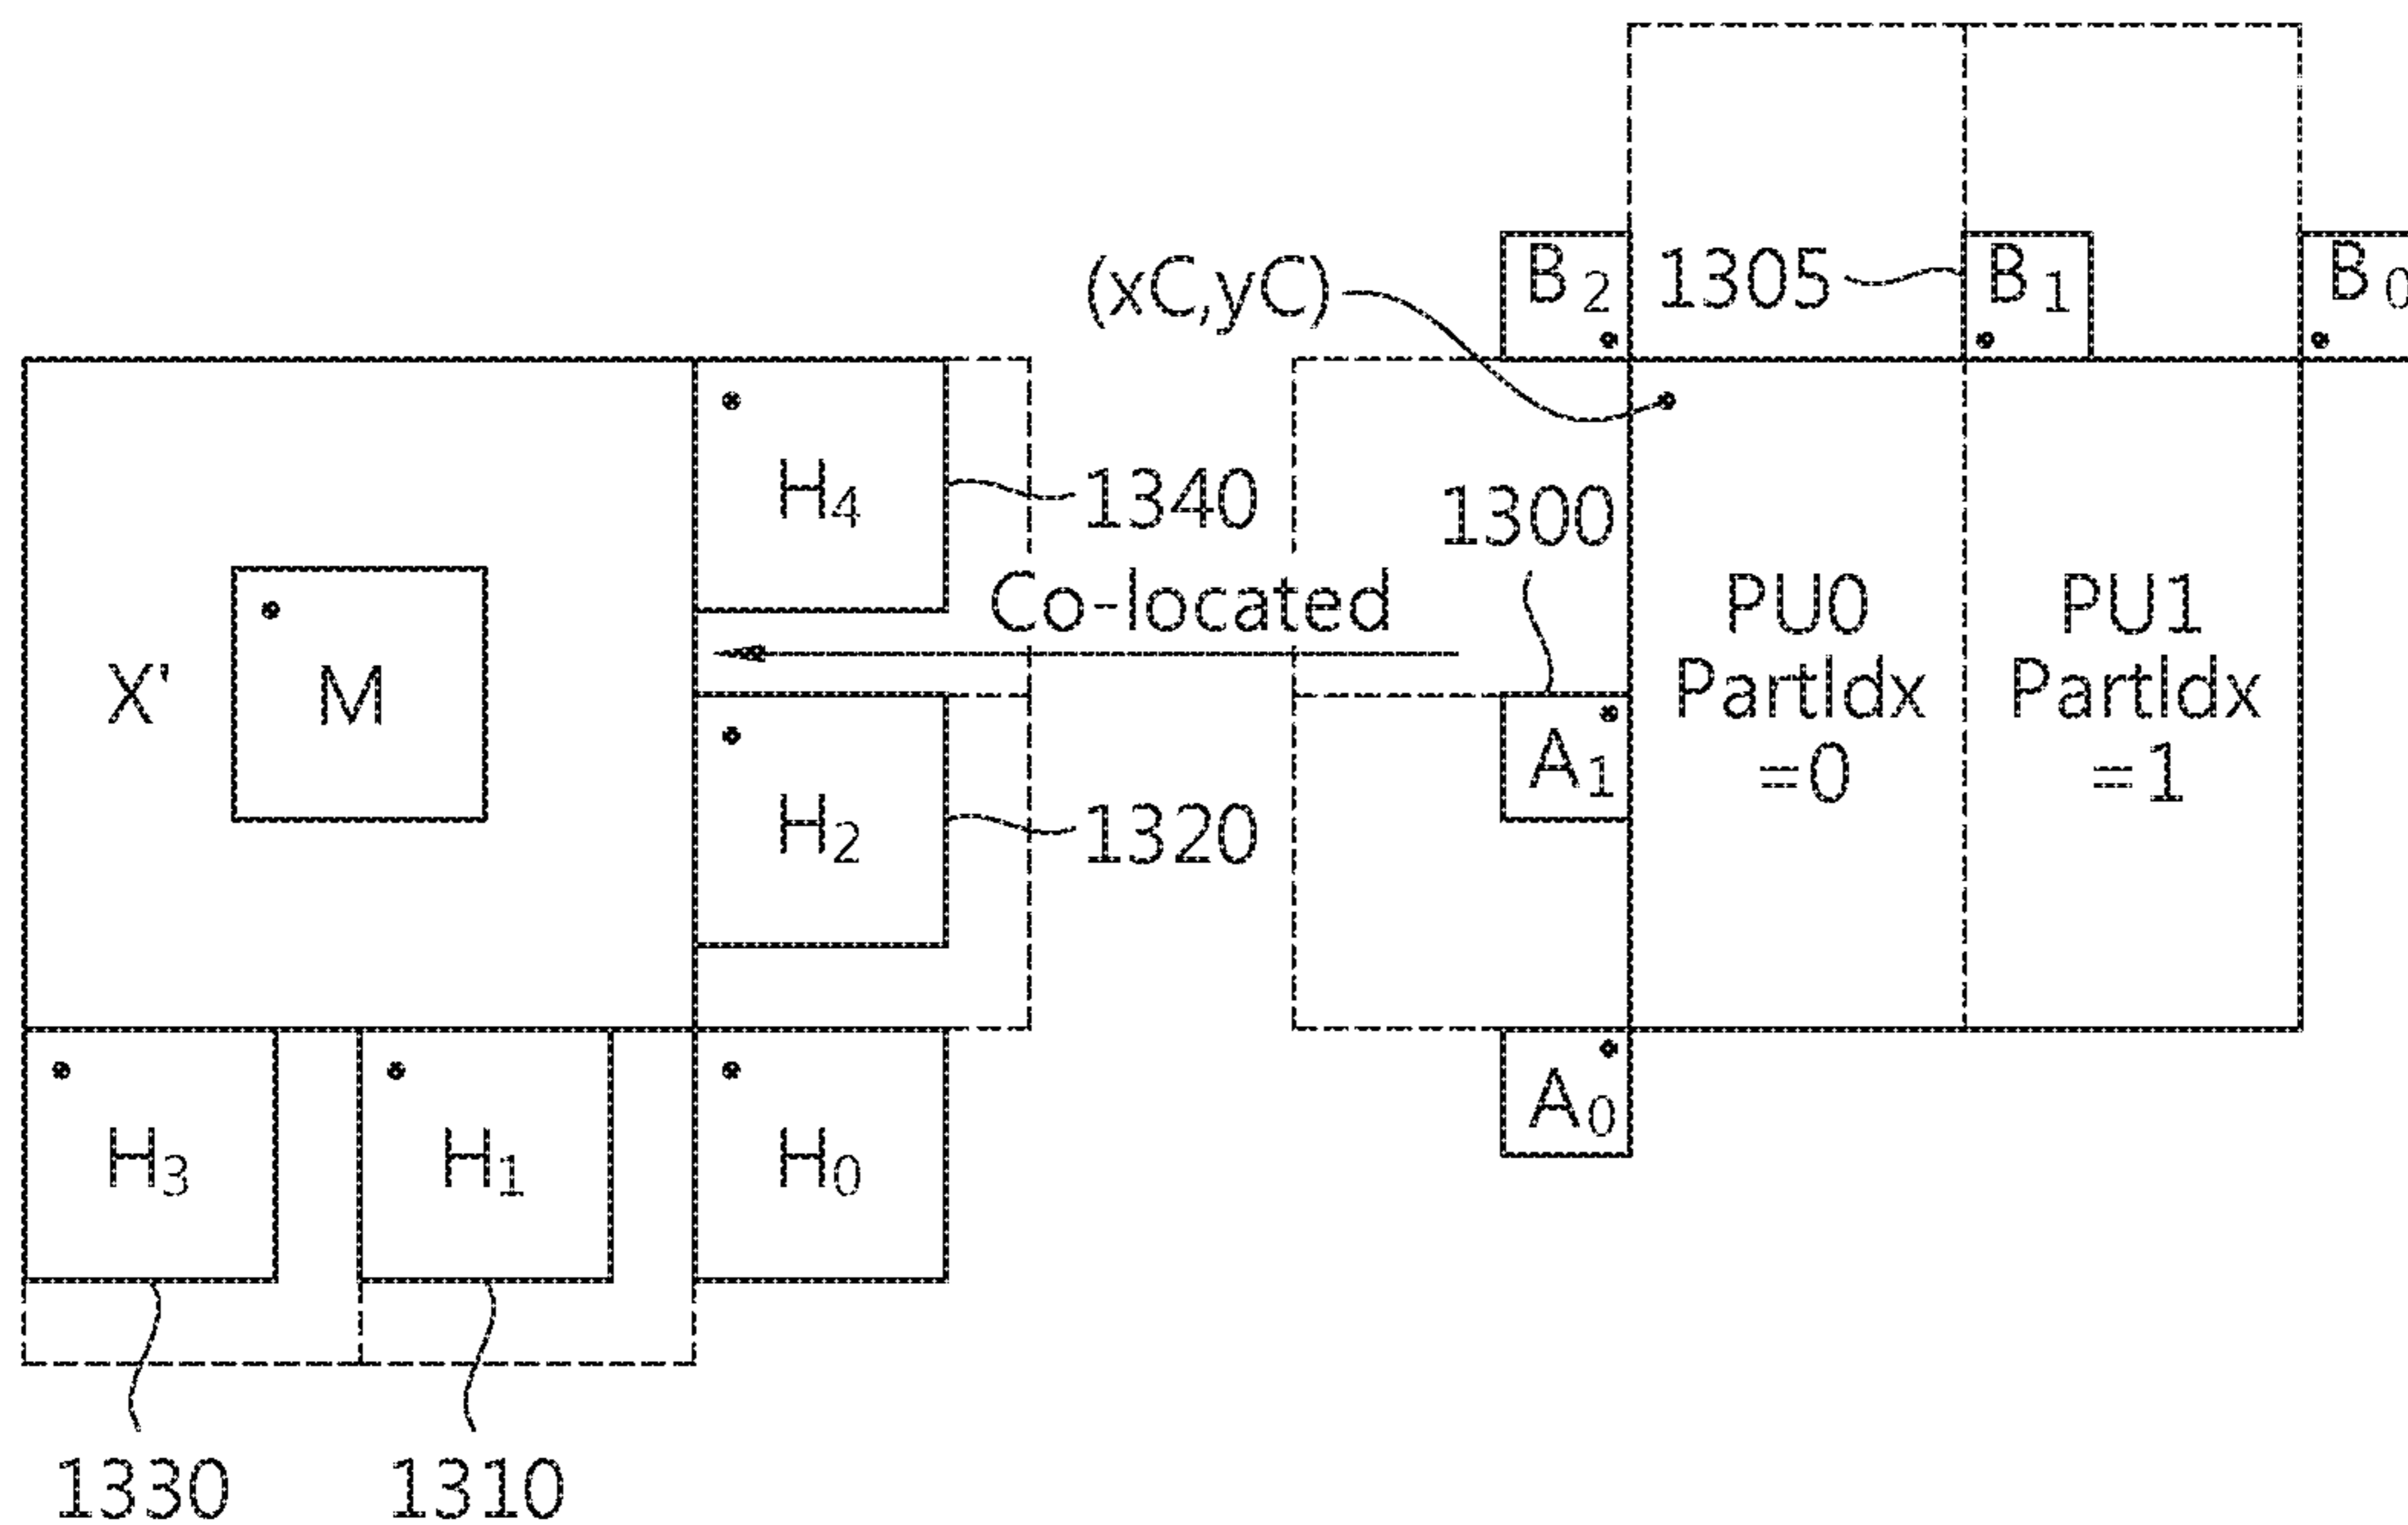 B2 1305 B1 B0
(xC,yC)
H4 1340
1300
Co-located
X' M
PU0
PartIdx
=0
PU1
PartIdx
=1
A1
H2 1320
H3 H1 H0
A0
1330 1310